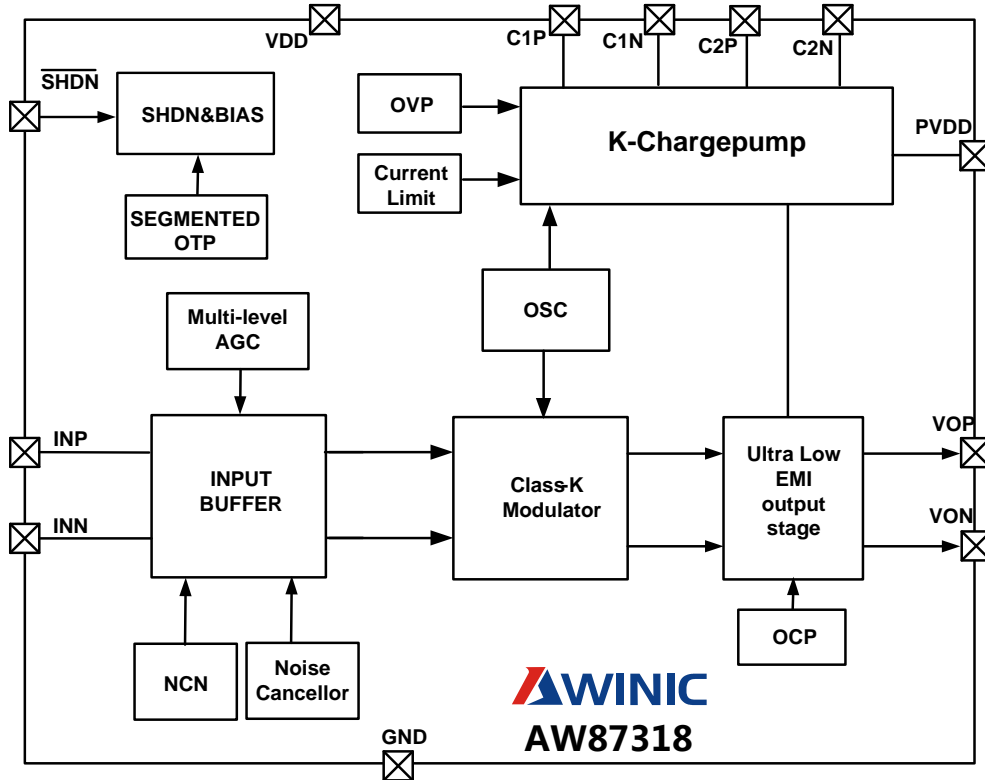 VDD
C1P
C1N
C2P
C2N
SHDN
SHDN&BIAS
OVP
K-Chargepump
PVDD
Current
Limit
SEGMENTED
OTP
Multi-level
AGC
OSC
INP
INN
INPUT
BUFFER
Class-K
Modulator
Ultra Low
EMI
output
stage
VOP
VON
NCN
Noise
Cancellor
OCP
GND
AWINIC
AW87318